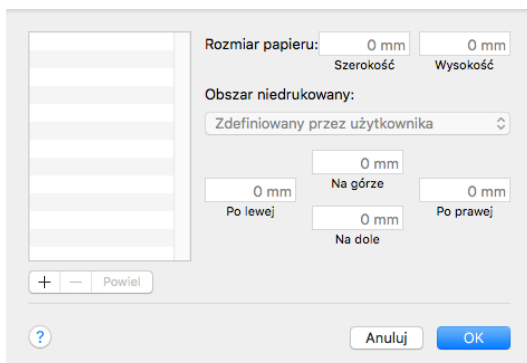 Rozmiar papieru: 0 mm 0 mm
Szerokość Wysokość
Obszar niedrukowany:
Zdefiniowany przez użytkownika
0 mm
Na górze
0 mm 0 mm
Po lewej Po prawej
0 mm
Na dole
+ − Powiel
? Anuluj OK